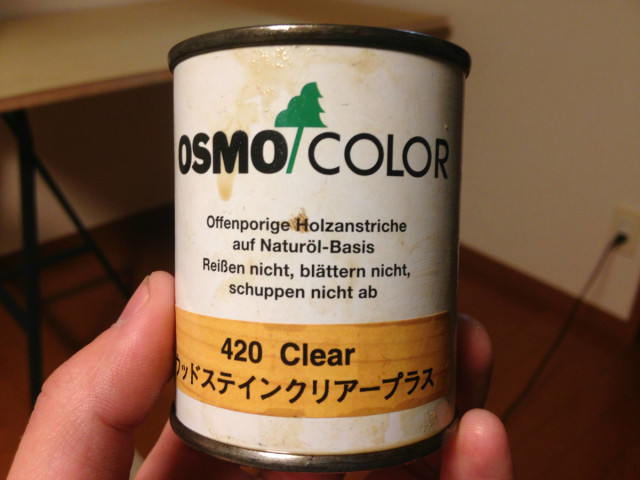 OSMO COLOR
Offenporige Holzanstriche
auf Naturöl-Basis
Reißen nicht, blättern nicht,
schuppen nicht ab
420 Clear
ウッドステインクリアープラス